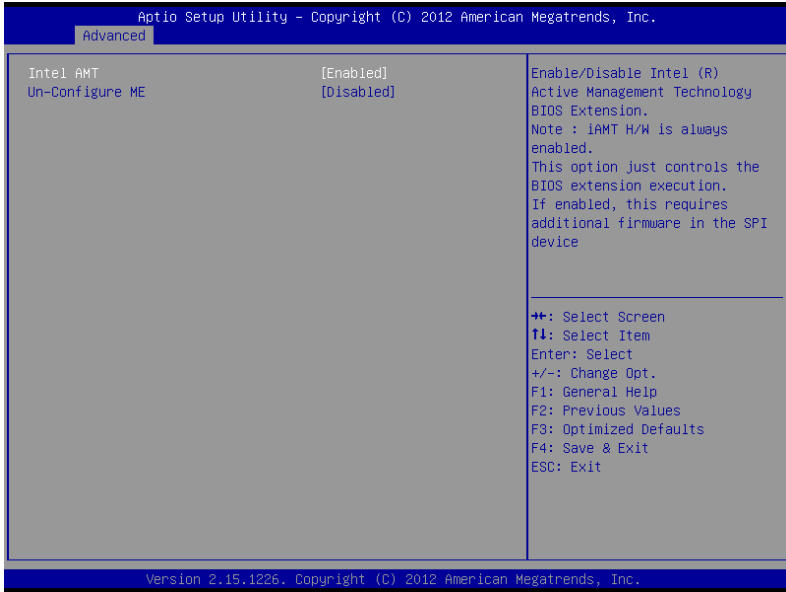 Aptio Setup Utility – Copyright (C) 2012 American Megatrends, Inc.
Advanced
Intel AMT [Enabled]
Un-Configure ME [Disabled]
Enable/Disable Intel (R)
Active Management Technology
BIOS Extension.
Note : iAMT H/W is always
enabled.
This option just controls the
BIOS extension execution.
If enabled, this requires
additional firmware in the SPI
device
→←: Select Screen
↑↓: Select Item
Enter: Select
+/-: Change Opt.
F1: General Help
F2: Previous Values
F3: Optimized Defaults
F4: Save & Exit
ESC: Exit
Version 2.15.1226. Copyright (C) 2012 American Megatrends, Inc.